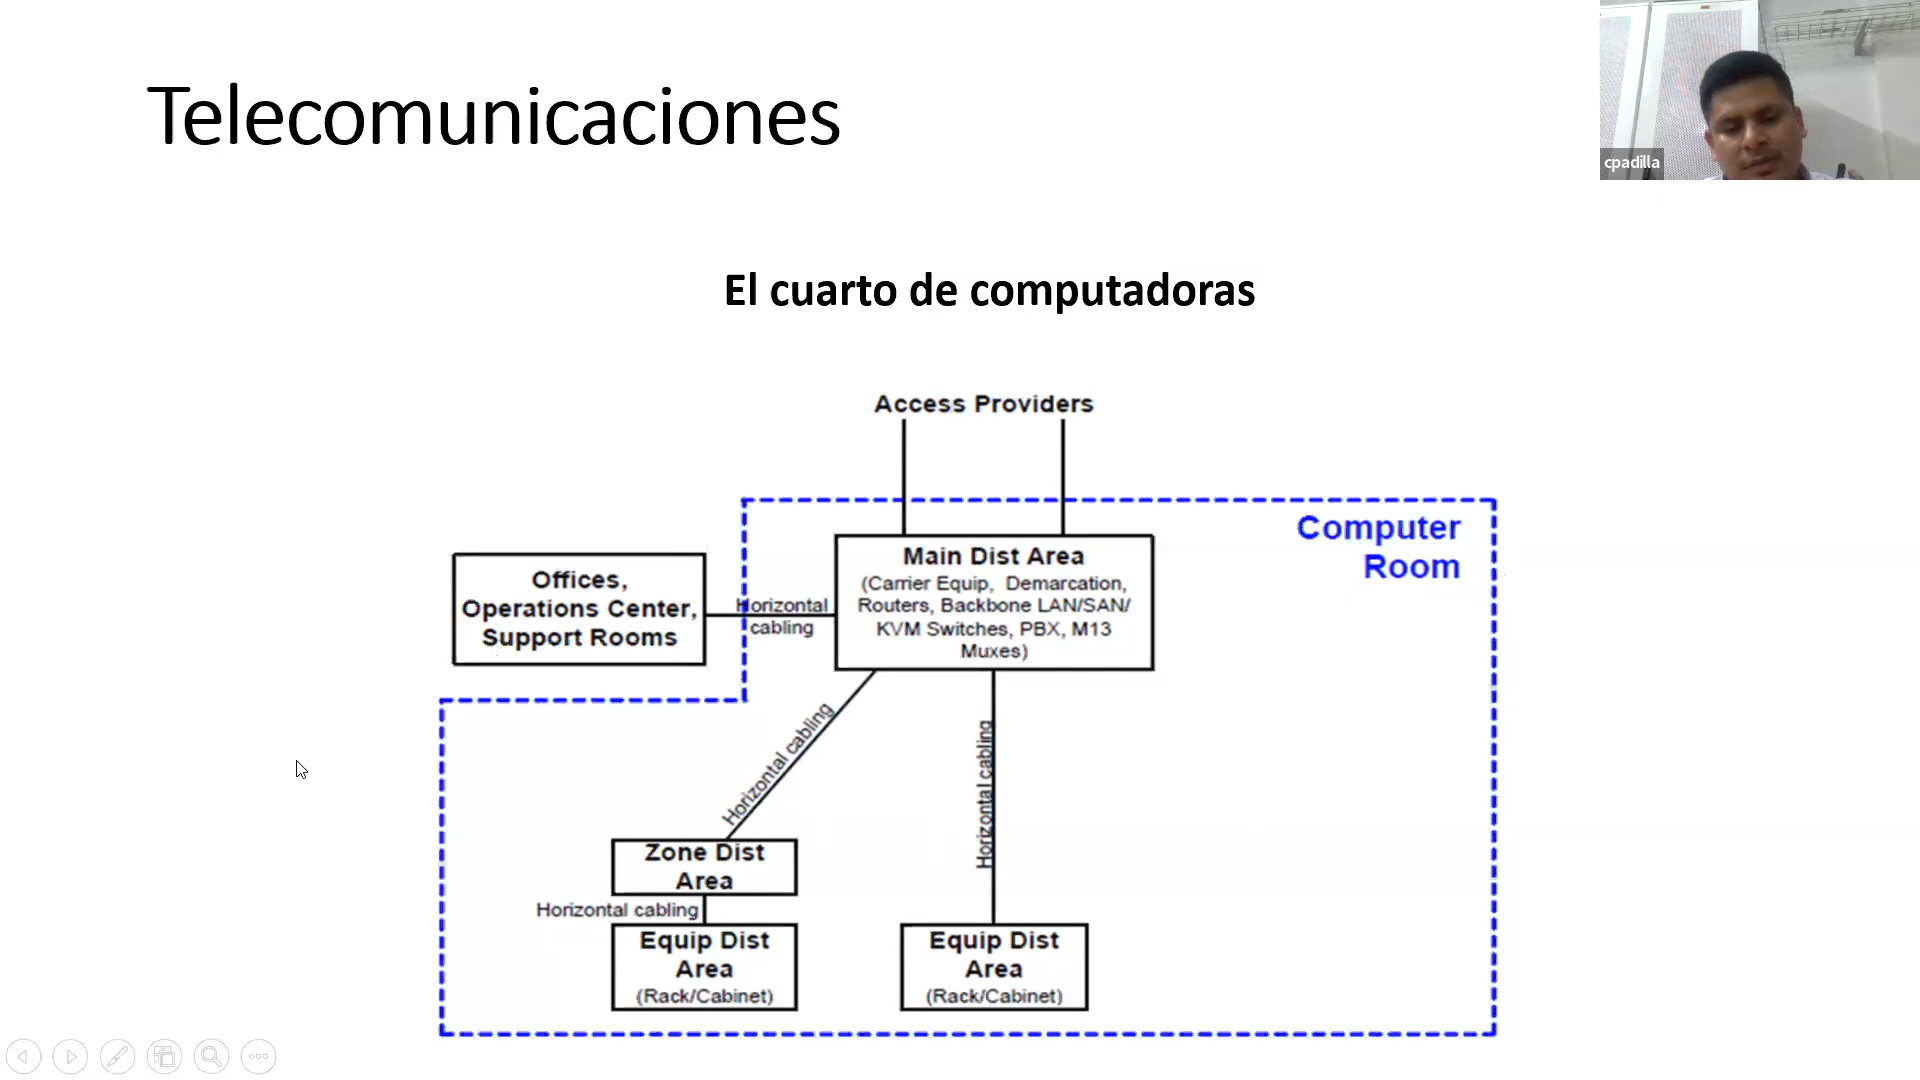 Telecomunicaciones
cpadilla
El cuarto de computadoras
Access Providers
Computer
Room
Main Dist Area
(Carrier Equip, Demarcation,
Routers, Backbone LAN/SAN/
KVM Switches, PBX, M13
Muxes)
Offices,
Operations Center,
Support Rooms
Horizontal
cabling
Horizontal cabling
Horizontal cabling
Zone Dist
Area
Horizontal cabling
Equip Dist
Area
(Rack/Cabinet)
Equip Dist
Area
(Rack/Cabinet)